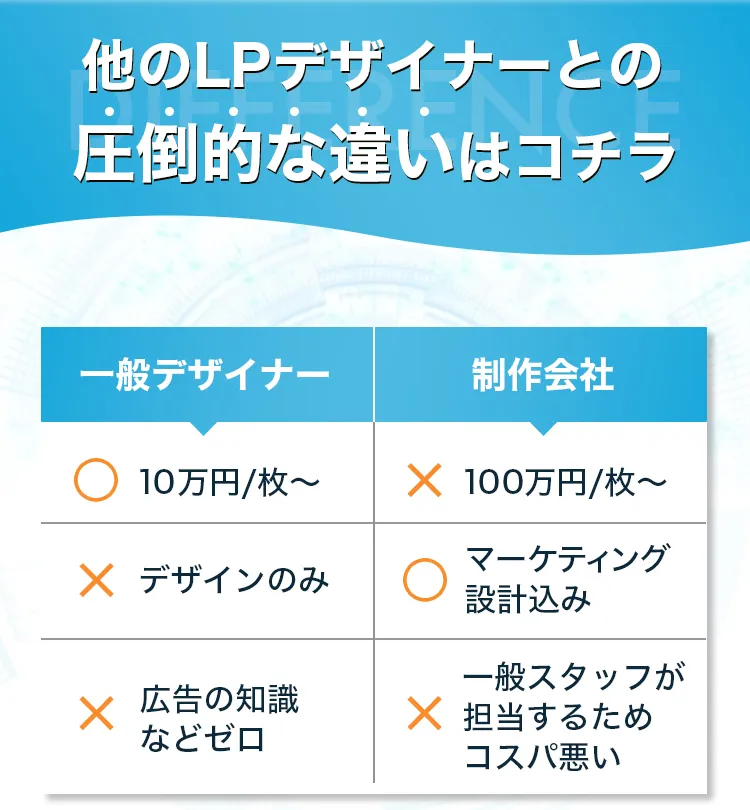 DIFFERENCE
他のLPデザイナーとの
圧倒的な違いはコチラ
一般デザイナー
制作会社
○ 10万円/枚〜
× 100万円/枚〜
× デザインのみ
○ マーケティング
設計込み
× 広告の知識
などゼロ
× 一般スタッフが
担当するため
コスパ悪い